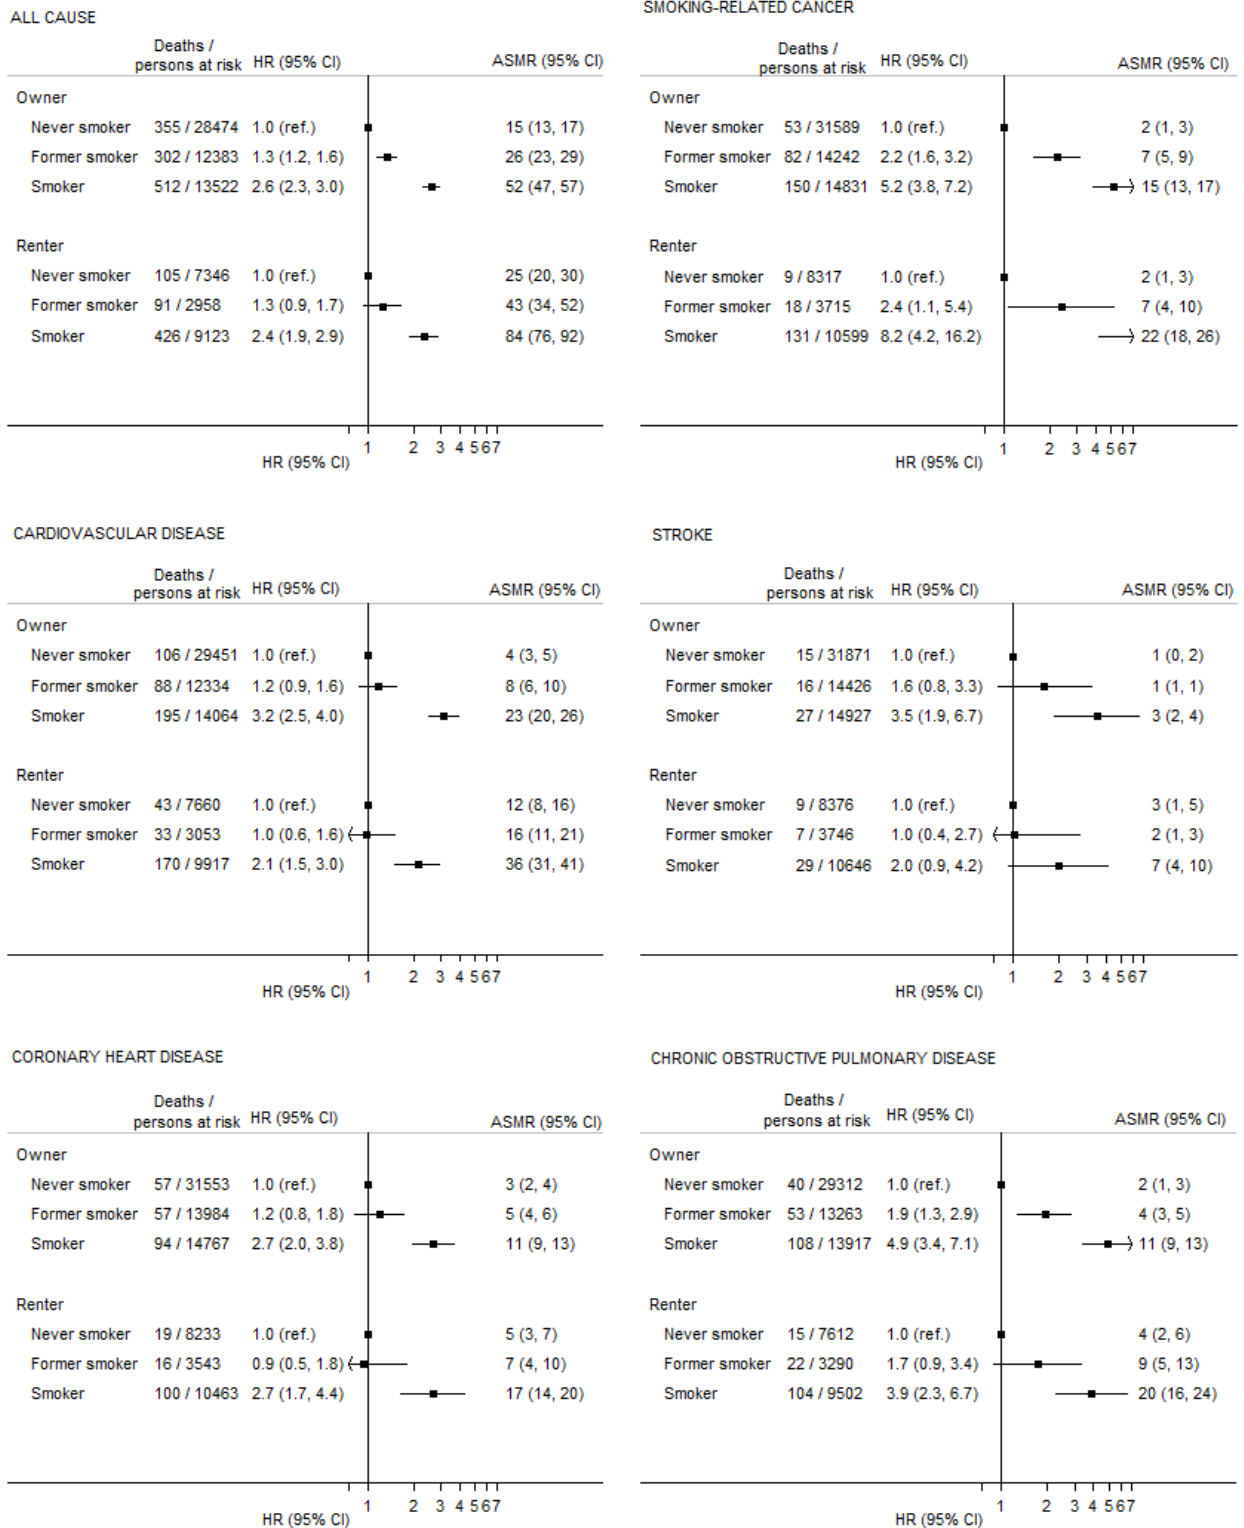 ALL CAUSE
Deaths /
persons at risk HR (95% CI) ASMR (95% CI)
Owner
Never smoker 355 / 28474 1.0 (ref.) 15 (13, 17)
Former smoker 302 / 12383 1.3 (1.2, 1.6) 26 (23, 29)
Smoker 512 / 13522 2.6 (2.3, 3.0) 52 (47, 57)
Renter
Never smoker 105 / 7346 1.0 (ref.) 25 (20, 30)
Former smoker 91 / 2958 1.3 (0.9, 1.7) 43 (34, 52)
Smoker 426 / 9123 2.4 (1.9, 2.9) 84 (76, 92)
1 2 3 4 5 6 7
HR (95% CI)
SMOKING-RELATED CANCER
Deaths /
persons at risk HR (95% CI) ASMR (95% CI)
Owner
Never smoker 53 / 31589 1.0 (ref.) 2 (1, 3)
Former smoker 82 / 14242 2.2 (1.6, 3.2) 7 (5, 9)
Smoker 150 / 14831 5.2 (3.8, 7.2) 15 (13, 17)
Renter
Never smoker 9 / 8317 1.0 (ref.) 2 (1, 3)
Former smoker 18 / 3715 2.4 (1.1, 5.4) 7 (4, 10)
Smoker 131 / 10599 8.2 (4.2, 16.2) 22 (18, 26)
1 2 3 4 5 6 7
HR (95% CI)
CARDIOVASCULAR DISEASE
Deaths /
persons at risk HR (95% CI) ASMR (95% CI)
Owner
Never smoker 106 / 29451 1.0 (ref.) 4 (3, 5)
Former smoker 88 / 12334 1.2 (0.9, 1.6) 8 (6, 10)
Smoker 195 / 14064 3.2 (2.5, 4.0) 23 (20, 26)
Renter
Never smoker 43 / 7660 1.0 (ref.) 12 (8, 16)
Former smoker 33 / 3053 1.0 (0.6, 1.6) 16 (11, 21)
Smoker 170 / 9917 2.1 (1.5, 3.0) 36 (31, 41)
1 2 3 4 5 6 7
HR (95% CI)
STROKE
Deaths /
persons at risk HR (95% CI) ASMR (95% CI)
Owner
Never smoker 15 / 31871 1.0 (ref.) 1 (0, 2)
Former smoker 16 / 14426 1.6 (0.8, 3.3) 1 (1, 1)
Smoker 27 / 14927 3.5 (1.9, 6.7) 3 (2, 4)
Renter
Never smoker 9 / 8376 1.0 (ref.) 3 (1, 5)
Former smoker 7 / 3746 1.0 (0.4, 2.7) 2 (1, 3)
Smoker 29 / 10646 2.0 (0.9, 4.2) 7 (4, 10)
1 2 3 4 5 6 7
HR (95% CI)
CORONARY HEART DISEASE
Deaths /
persons at risk HR (95% CI) ASMR (95% CI)
Owner
Never smoker 57 / 31553 1.0 (ref.) 3 (2, 4)
Former smoker 57 / 13984 1.2 (0.8, 1.8) 5 (4, 6)
Smoker 94 / 14767 2.7 (2.0, 3.8) 11 (9, 13)
Renter
Never smoker 19 / 8233 1.0 (ref.) 5 (3, 7)
Former smoker 16 / 3543 0.9 (0.5, 1.8) 7 (4, 10)
Smoker 100 / 10463 2.7 (1.7, 4.4) 17 (14, 20)
1 2 3 4 5 6 7
HR (95% CI)
CHRONIC OBSTRUCTIVE PULMONARY DISEASE
Deaths /
persons at risk HR (95% CI) ASMR (95% CI)
Owner
Never smoker 40 / 29312 1.0 (ref.) 2 (1, 3)
Former smoker 53 / 13263 1.9 (1.3, 2.9) 4 (3, 5)
Smoker 108 / 13917 4.9 (3.4, 7.1) 11 (9, 13)
Renter
Never smoker 15 / 7612 1.0 (ref.) 4 (2, 6)
Former smoker 22 / 3290 1.7 (0.9, 3.4) 9 (5, 13)
Smoker 104 / 9502 3.9 (2.3, 6.7) 20 (16, 24)
1 2 3 4 5 6 7
HR (95% CI)